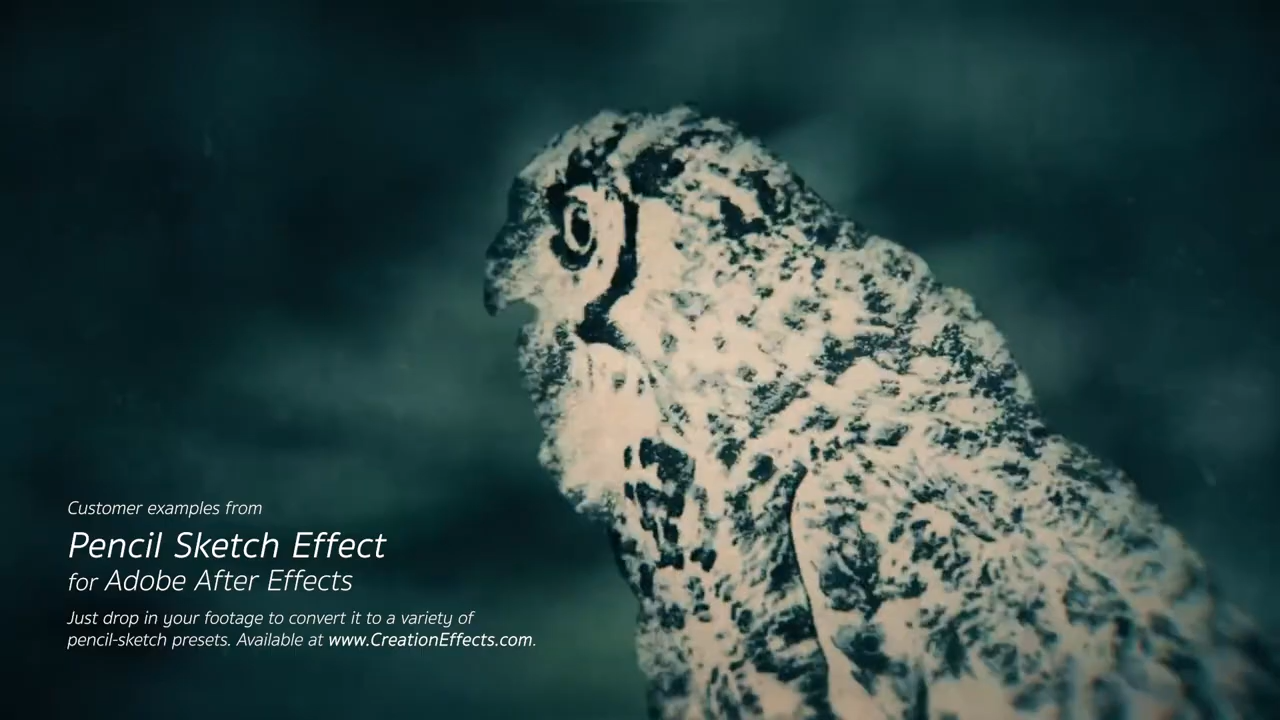 Customer examples from
Pencil Sketch Effect
for Adobe After Effects
Just drop in your footage to convert it to a variety of
pencil-sketch presets. Available at www.CreationEffects.com.